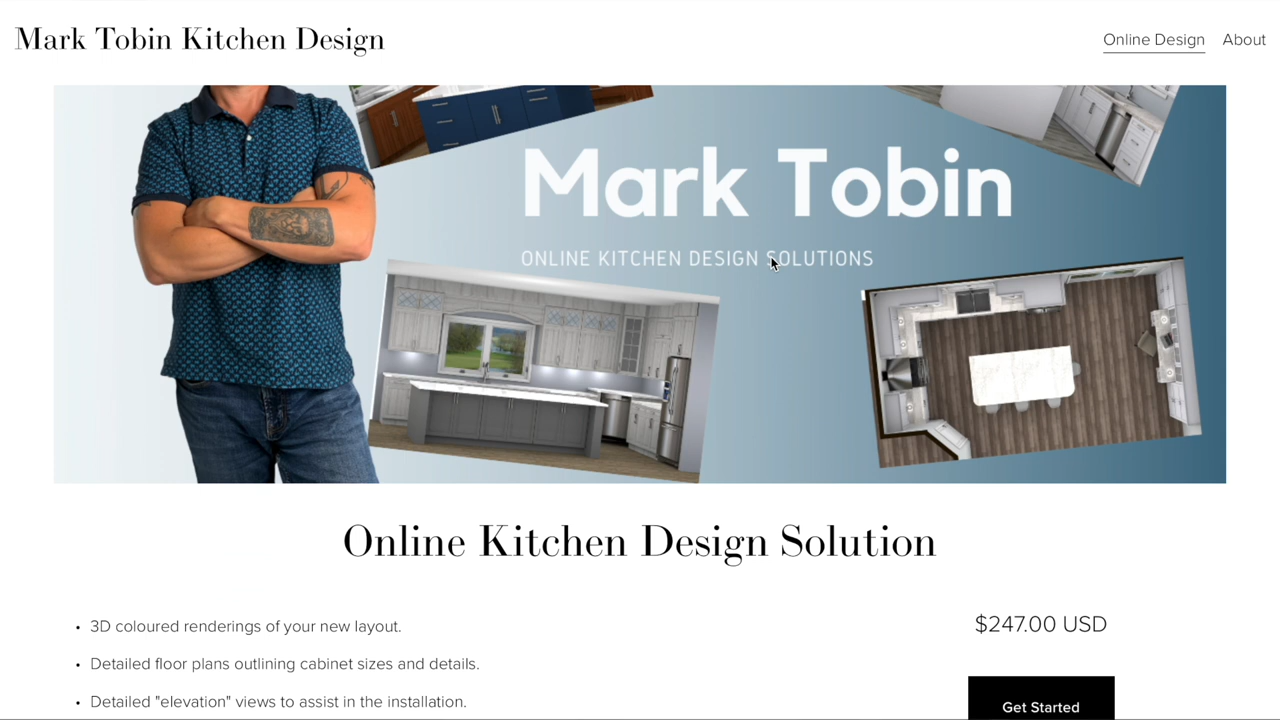 Mark Tobin Kitchen Design
Online Design
About
Mark Tobin
ONLINE KITCHEN DESIGN SOLUTIONS
Online Kitchen Design Solution
• 3D coloured renderings of your new layout.
• Detailed floor plans outlining cabinet sizes and details.
• Detailed "elevation" views to assist in the installation.
$247.00 USD
Get Started